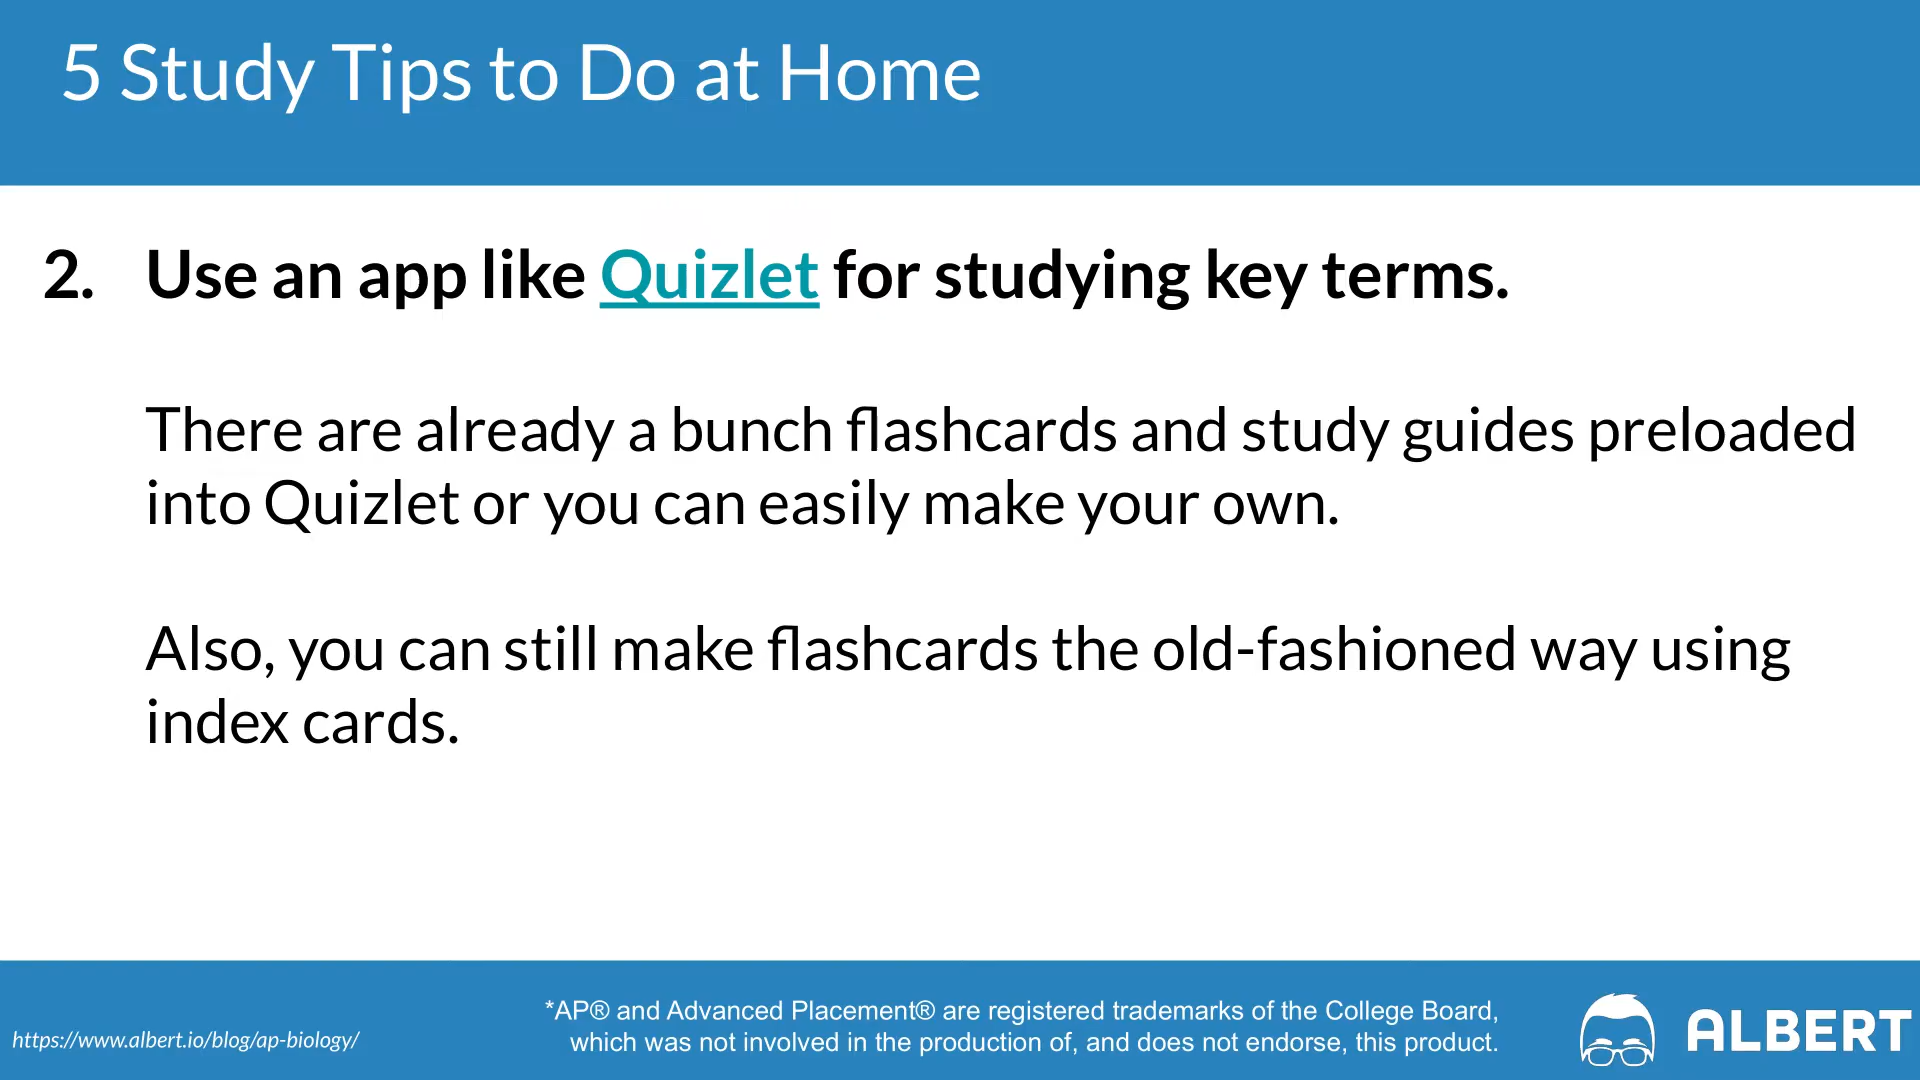 5 Study Tips to Do at Home
2. Use an app like Quizlet for studying key terms.
There are already a bunch flashcards and study guides preloaded
into Quizlet or you can easily make your own.
Also, you can still make flashcards the old-fashioned way using
index cards.
https://www.albert.io/blog/ap-biology/
*AP® and Advanced Placement® are registered trademarks of the College Board,
which was not involved in the production of, and does not endorse, this product.
ALBERT